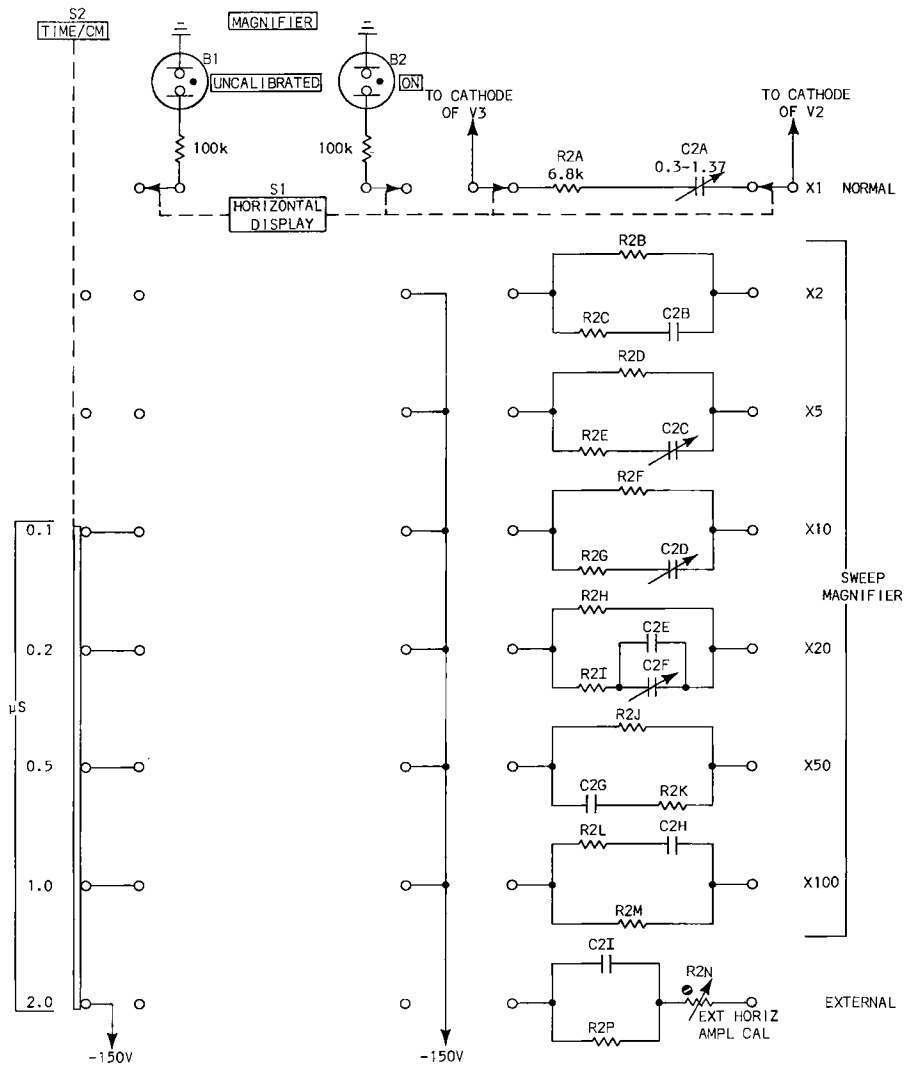 S2
TIME/CM
MAGNIFIER
B1
UNCALIBRATED
B2
ON
TO CATHODE
OF V3
TO CATHODE
OF V2
100k
100k
R2A
6.8k
C2A
0.3-1.37
X1 NORMAL
S1
HORIZONTAL
DISPLAY
R2B
R2C
C2B
X2
R2D
R2E
C2C
X5
R2F
R2G
C2D
X10
R2H
C2E
R2I
C2F
X20
R2J
C2G
R2K
X50
R2L
C2H
R2M
X100
SWEEP
MAGNIFIER
C2I
R2P
R2N
EXT HORIZ
AMPL CAL
EXTERNAL
0.1
0.2
µS
0.5
1.0
2.0
-150V
-150V